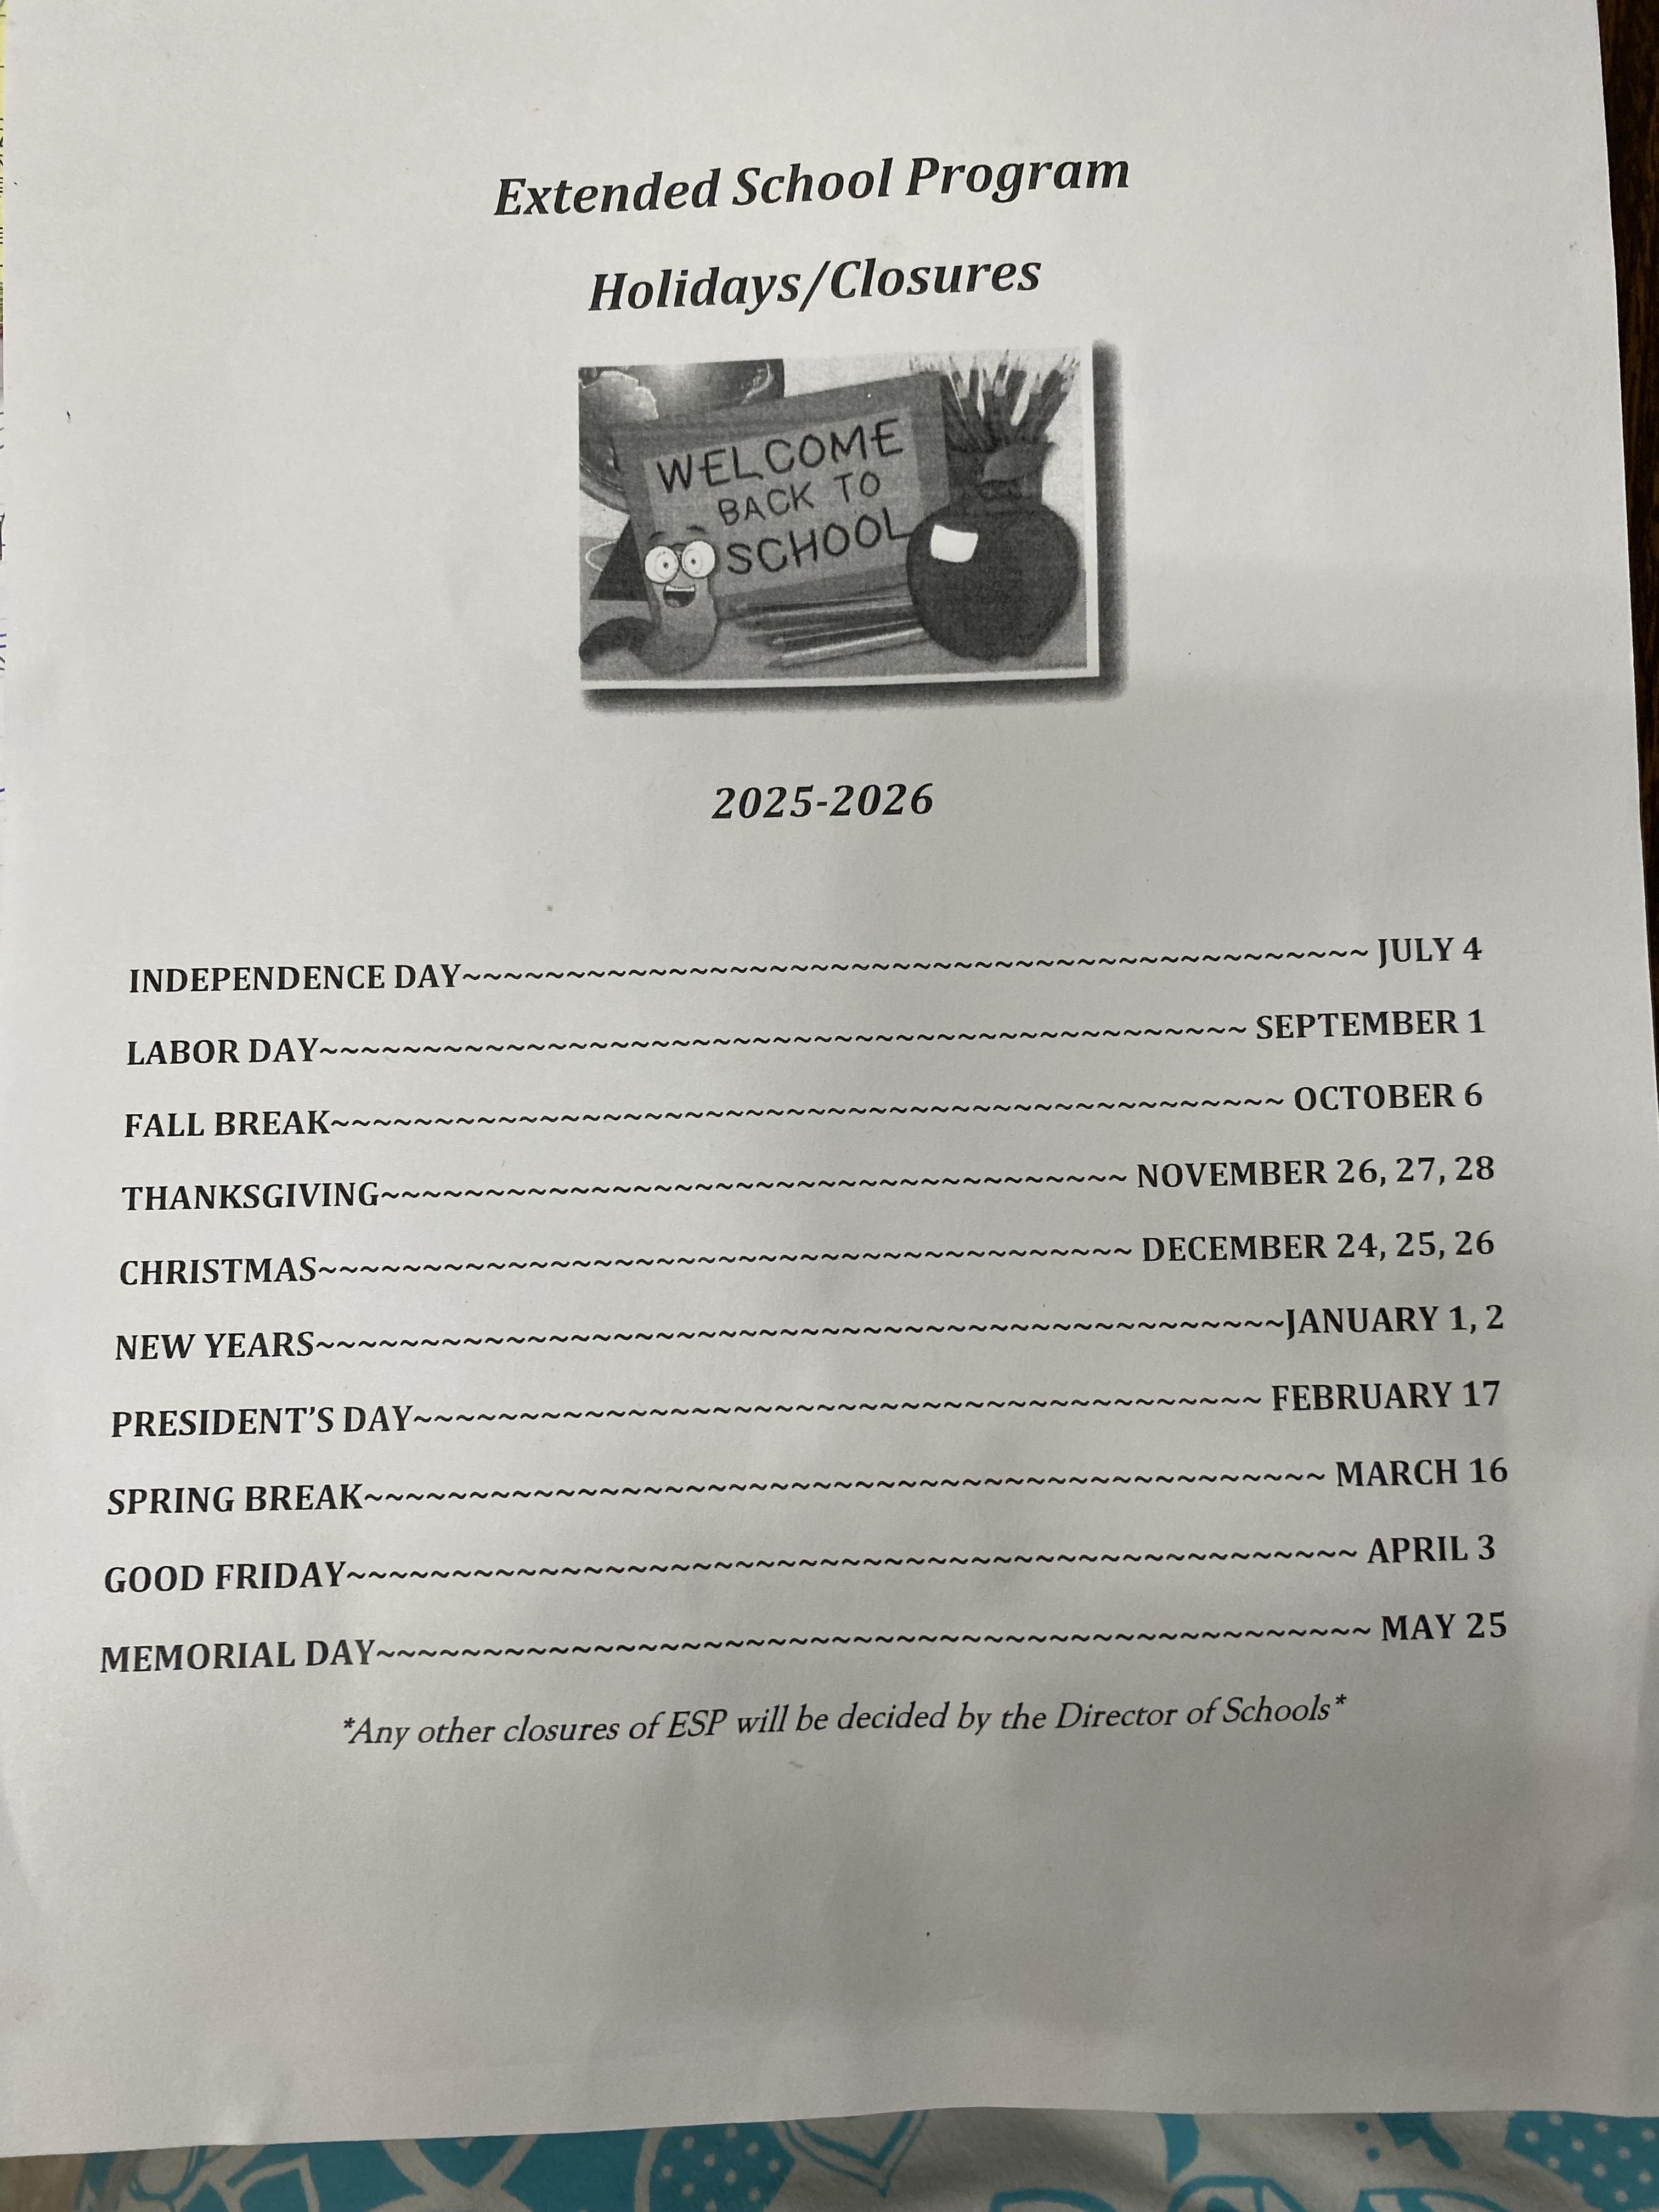 Extended School Program
Holidays/Closures
WELCOME
BACK TO
SCHOOL
2025-2026
INDEPENDENCE DAY~~~~~~~~~~~~~~~~~~~~~~~~~~~~~~~~~~~~~~~~~~~~ JULY 4
LABOR DAY~~~~~~~~~~~~~~~~~~~~~~~~~~~~~~~~~~~~~~~~~~~~ SEPTEMBER 1
FALL BREAK~~~~~~~~~~~~~~~~~~~~~~~~~~~~~~~~~~~~~~~~~~~~~ OCTOBER 6
THANKSGIVING~~~~~~~~~~~~~~~~~~~~~~~~~~~~~~~~~~~ NOVEMBER 26, 27, 28
CHRISTMAS~~~~~~~~~~~~~~~~~~~~~~~~~~~~~~~~~~~~~~ DECEMBER 24, 25, 26
NEW YEARS~~~~~~~~~~~~~~~~~~~~~~~~~~~~~~~~~~~~~~~~~~~~~JANUARY 1, 2
PRESIDENT’S DAY~~~~~~~~~~~~~~~~~~~~~~~~~~~~~~~~~~~~~~~ FEBRUARY 17
SPRING BREAK~~~~~~~~~~~~~~~~~~~~~~~~~~~~~~~~~~~~~~~~~~~~ MARCH 16
GOOD FRIDAY~~~~~~~~~~~~~~~~~~~~~~~~~~~~~~~~~~~~~~~~~~~~~~ APRIL 3
MEMORIAL DAY~~~~~~~~~~~~~~~~~~~~~~~~~~~~~~~~~~~~~~~~~~~~~ MAY 25
*Any other closures of ESP will be decided by the Director of Schools*